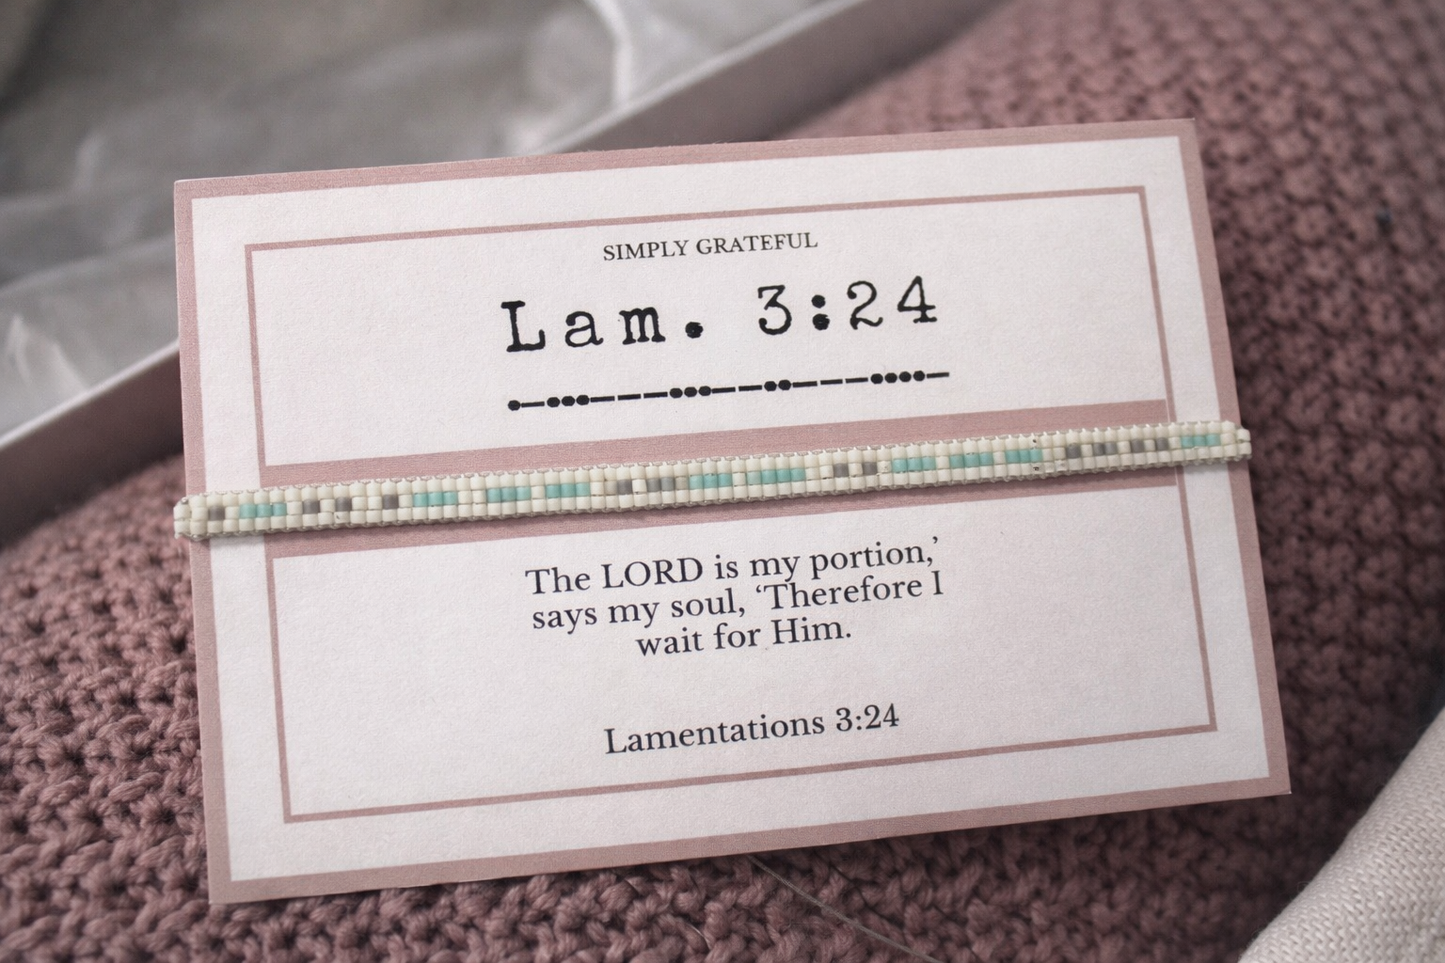 SIMPLY GRATEFUL
Lam. 3:24
The LORD is my portion,’
says my soul, ‘Therefore I
wait for Him.
Lamentations 3:24